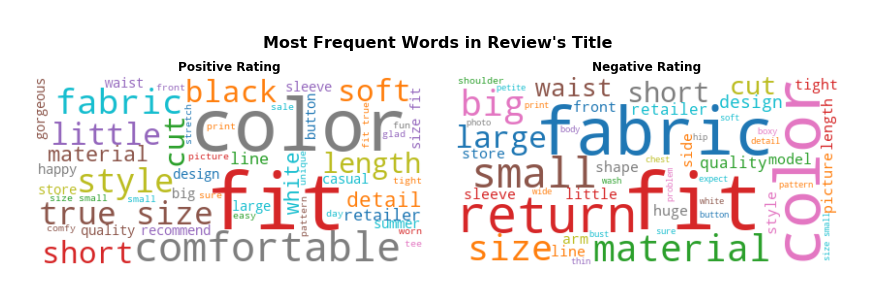 Most Frequent Words in Review's Title
Positive Rating
gorgeous
waist
front
black
sleeve
soft
fabric
stretch
sale
button
fit true
fun
glad
size fit
little
cut
print
color
material
picture
line
white
unique
length
happy
style
design
casual
tight
store
big
sure
fit
detail
size small
small
large
easy
pattern
day
retailer
true size
summer
worn
comfy
quality
recommend
short
comfortable
tee
Negative Rating
shoulder
petite
waist
short
cut
tight
big
print
front
retailer
design
photo
soft
large
body
fabric
hip
boxy
detail
color
length
store
side
chest
quality
model
picture
small
shape
problem
wash
expect
pattern
sleeve
wide
little
white
style
return
fit
huge
button
size small
size
arm
bust
sure
line
thin
material